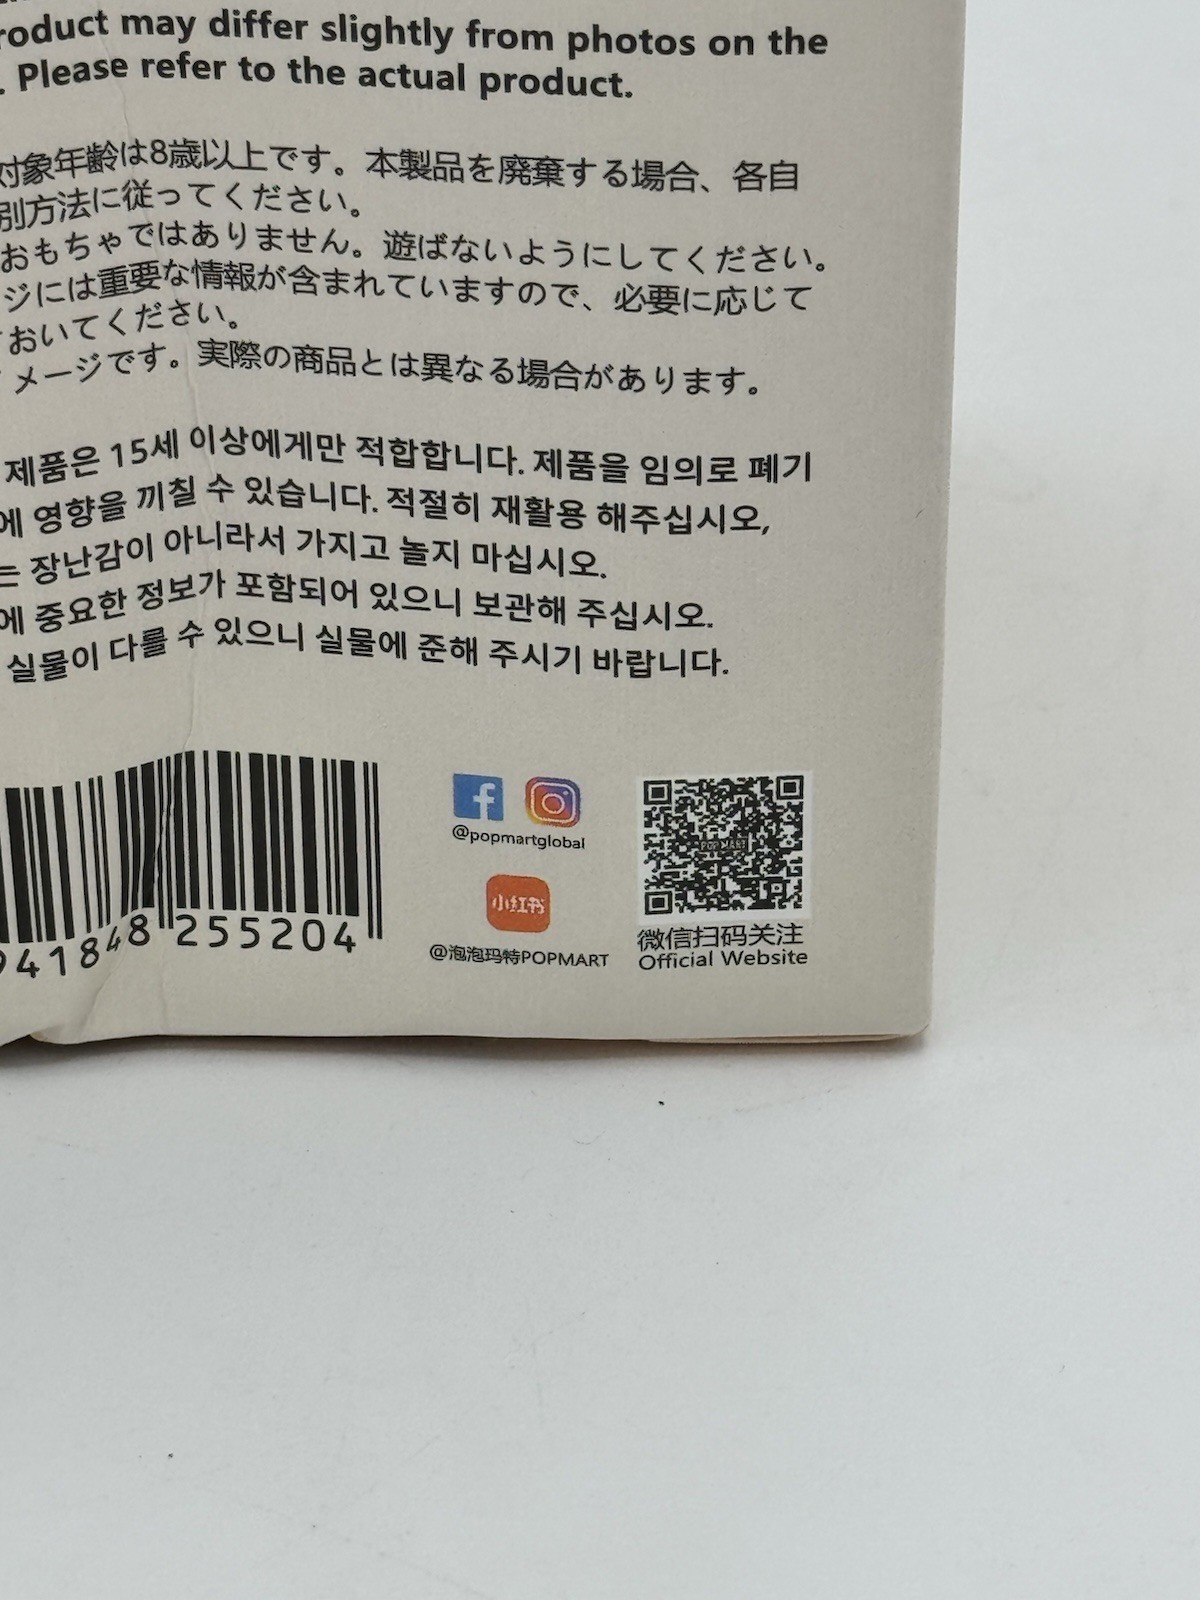 roduct may differ slightly from photos on the
. Please refer to the actual product.
対象年齢は8歳以上です。本製品を廃棄する場合、各自
別方法に従ってください。
おもちゃではありません。遊ばないようにしてください。
ジには重要な情報が含まれていますので、必要に応じて
おいてください。
メージです。実際の商品とは異なる場合があります。
제품은 15세 이상에게만 적합합니다. 제품을 임의로 폐기
에 영향을 끼칠 수 있습니다. 적절히 재활용 해주십시오,
는 장난감이 아니라서 가지고 놀지 마십시오.
에 중요한 정보가 포함되어 있으니 보관해 주십시오.
실물이 다를 수 있으니 실물에 준해 주시기 바랍니다.
941848 255204
@popmartglobal
小红书
@泡泡玛特POPMART
POP MART
微信扫码关注
Official Website